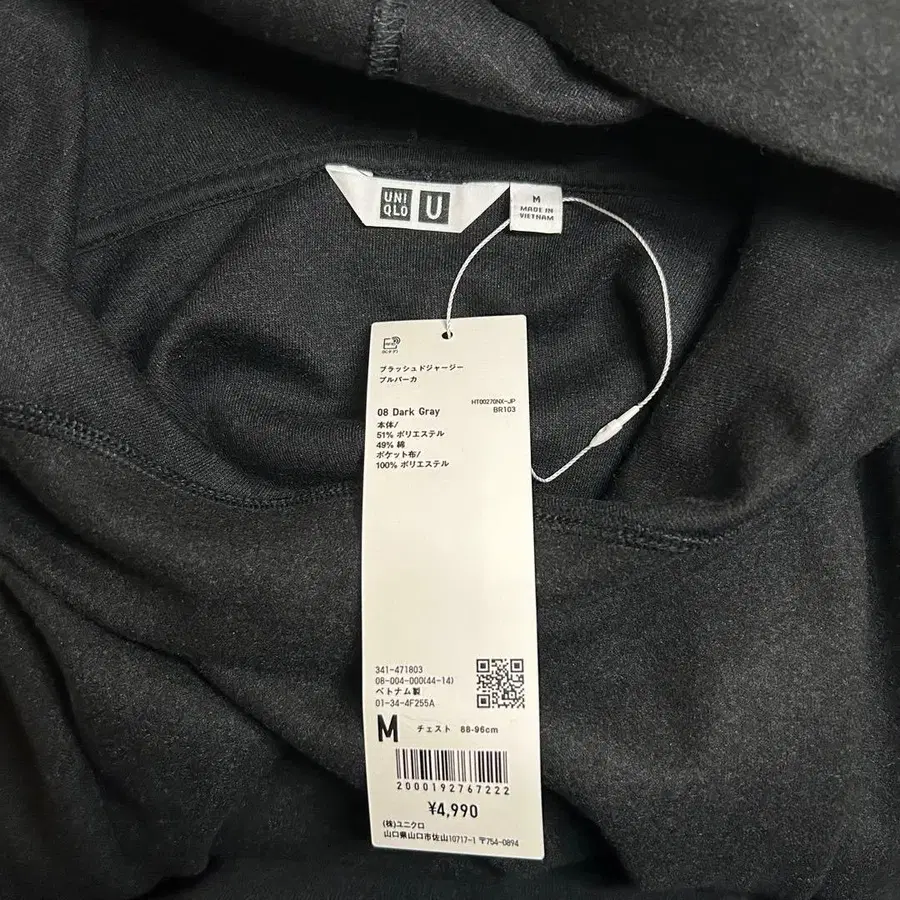 UNI
QLO
U
M
MADE IN
VIETNAM
ブラッシュドジャージー
プルパーカ
HT00270NX-JP
08 Dark Gray
BR103
本体/
51% ポリエステル
49% 綿
ポケット布/
100% ポリエステル
341-471803
08-004-000(44-14)
ベトナム製
01-34-4F255A
M チェスト 88-96cm
2000192767222
¥4,990
(株)ユニクロ
山口県山口市佐山10717-1 〒754-0894